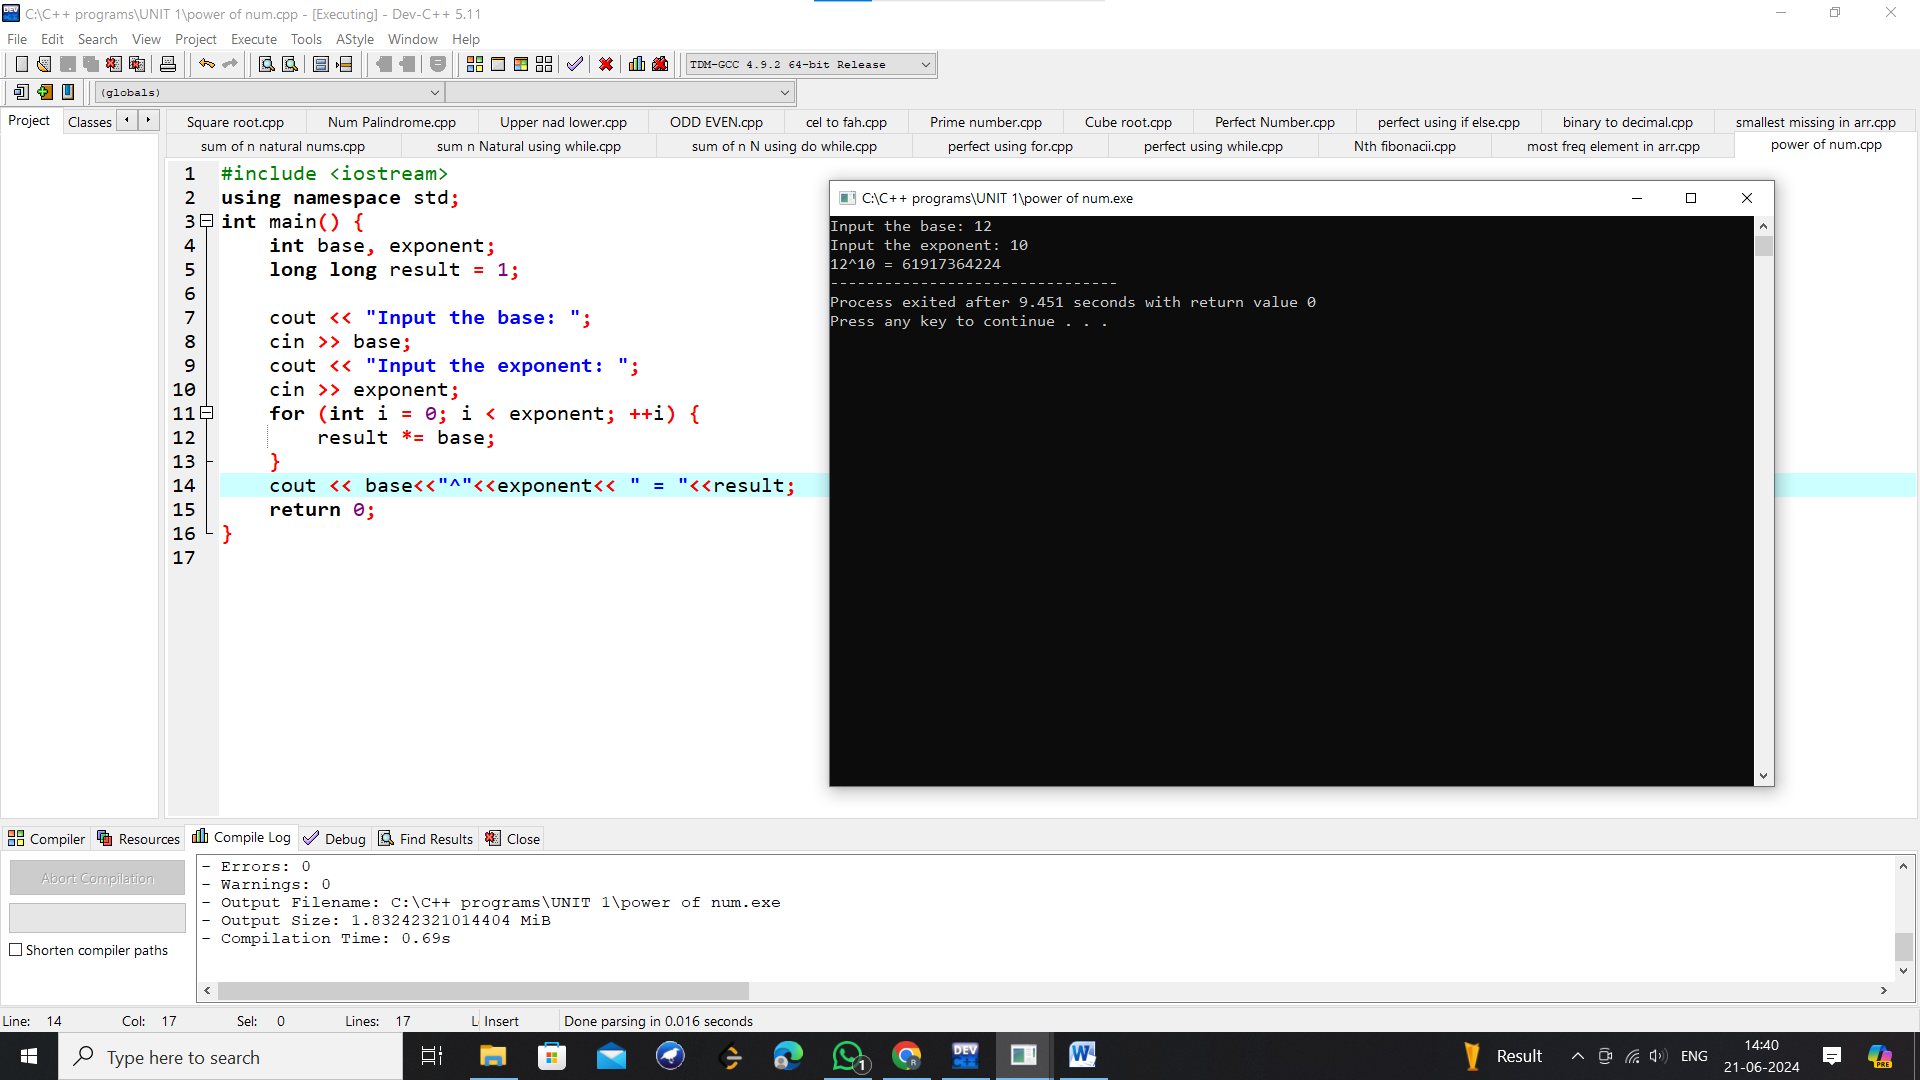 C:\C++ programs\UNIT 1\power of num.cpp - [Executing] - Dev-C++ 5.11
File Edit Search View Project Execute Tools AStyle Window Help
TDM-GCC 4.9.2 64-bit Release
(globals)
Project Classes
Square root.cpp Num Palindrome.cpp Upper nad lower.cpp ODD EVEN.cpp cel to fah.cpp Prime number.cpp Cube root.cpp Perfect Number.cpp perfect using if else.cpp binary to decimal.cpp smallest missing in arr.cpp
sum of n natural nums.cpp sum n Natural using while.cpp sum of n N using do while.cpp perfect using for.cpp perfect using while.cpp Nth fibonacii.cpp most freq element in arr.cpp power of num.cpp
1 #include <iostream>
2 using namespace std;
3 int main() {
4 int base, exponent;
5 long long result = 1;
6
7 cout << "Input the base: ";
8 cin >> base;
9 cout << "Input the exponent: ";
10 cin >> exponent;
11 for (int i = 0; i < exponent; ++i) {
12 result *= base;
13 }
14 cout << base<<"^"<<exponent<< " = "<<result;
15 return 0;
16 }
17
C:\C++ programs\UNIT 1\power of num.exe
Input the base: 12
Input the exponent: 10
12^10 = 61917364224
--------------------------------
Process exited after 9.451 seconds with return value 0
Press any key to continue . . .
Compiler Resources Compile Log Debug Find Results Close
Abort Compilation
Shorten compiler paths
- Errors: 0
- Warnings: 0
- Output Filename: C:\C++ programs\UNIT 1\power of num.exe
- Output Size: 1.83242321014404 MiB
- Compilation Time: 0.69s
Line: 14 Col: 17 Sel: 0 Lines: 17 L Insert Done parsing in 0.016 seconds
Type here to search
DEV
1
Result
ENG
14:40
21-06-2024
PRE